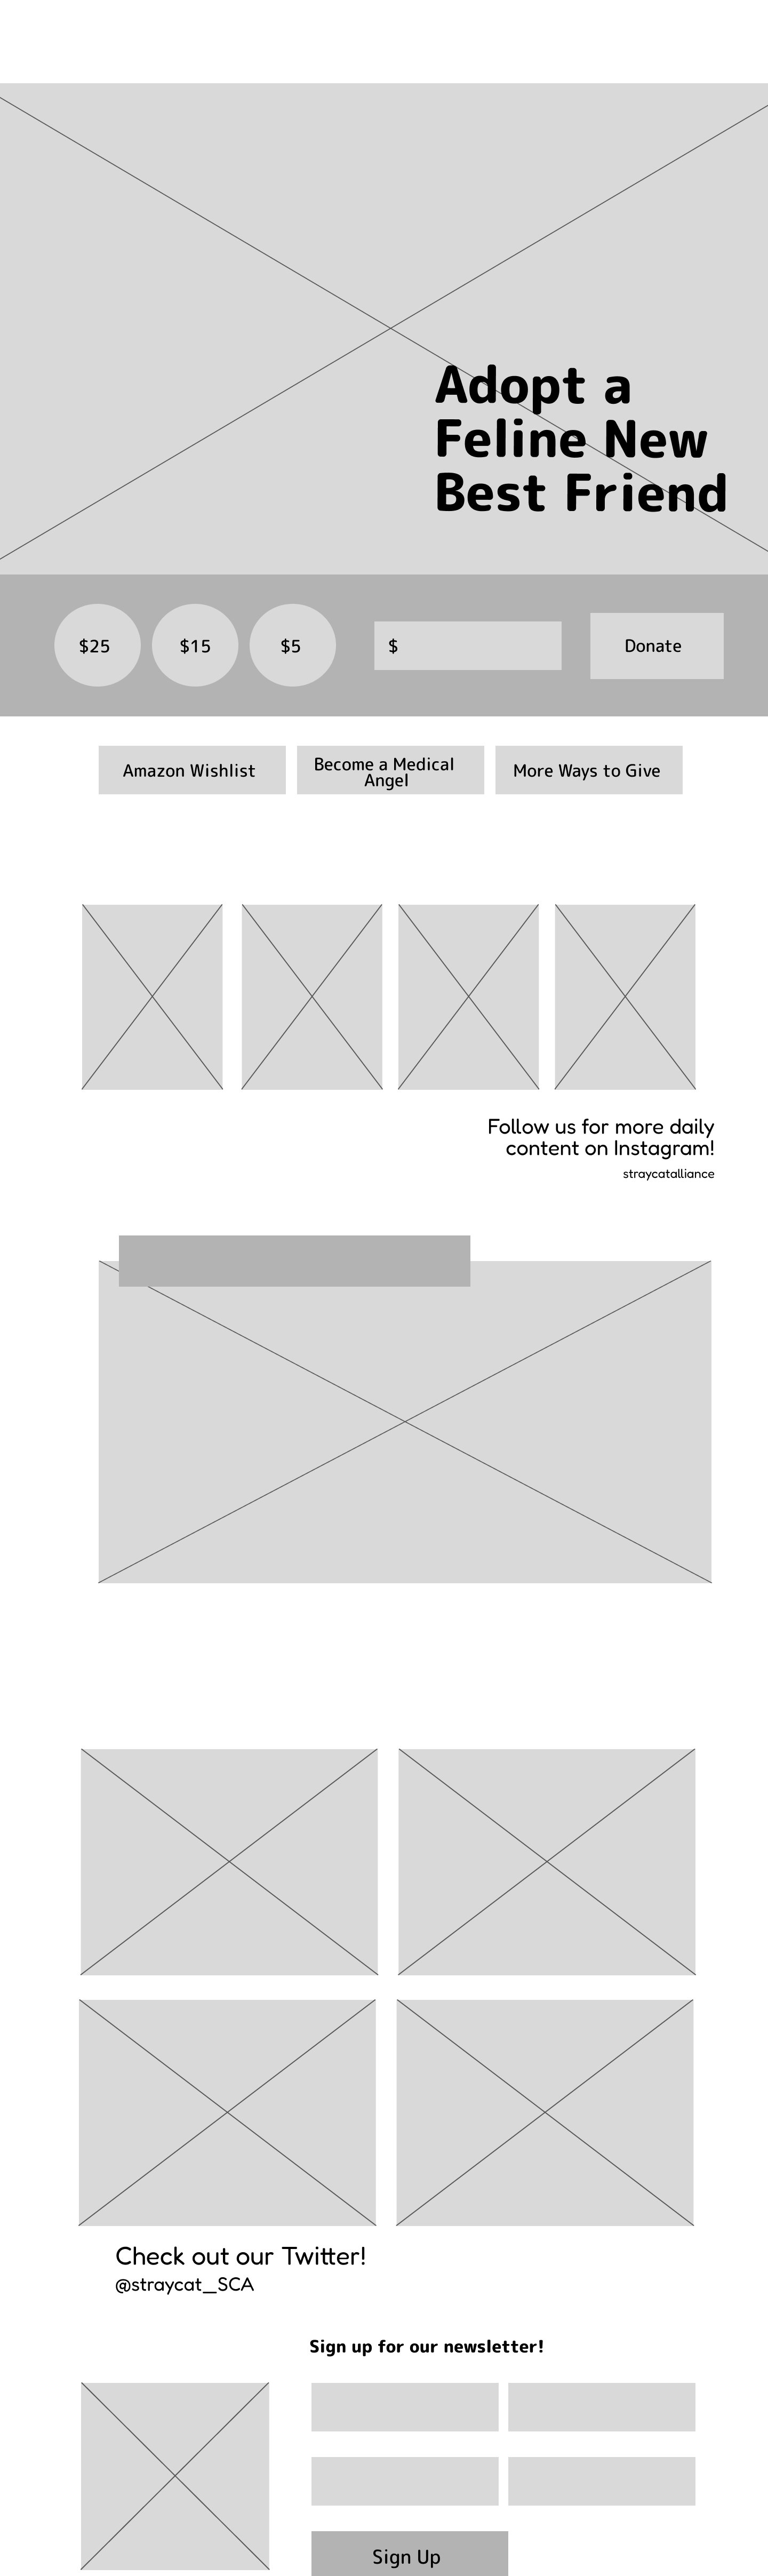 Adopt a
Feline New
Best Friend
$25 $15 $5 $ Donate
Amazon Wishlist
Become a Medical
Angel
More Ways to Give
Follow us for more daily
content on Instagram!
straycatalliance
Check out our Twitter!
@straycat_SCA
Sign up for our newsletter!
Sign Up